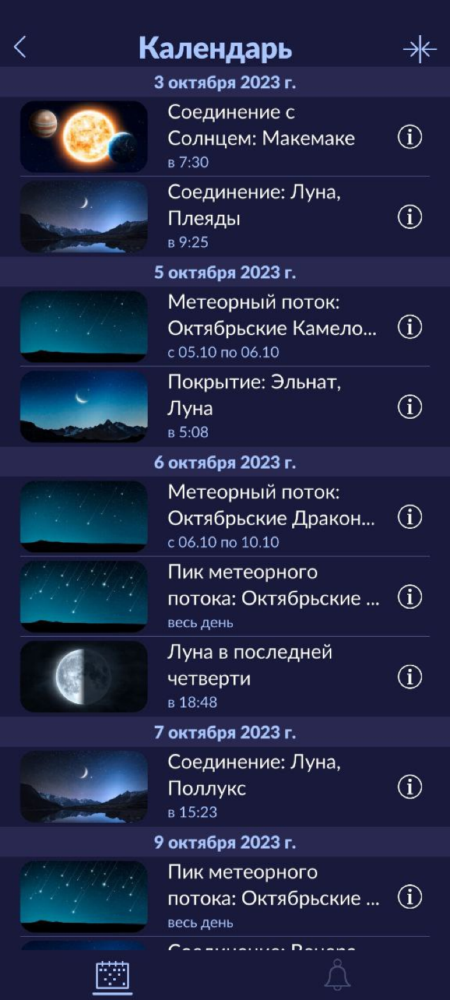 Календарь
3 октября 2023 г.
Соединение с
Солнцем: Макемаке
в 7:30
Соединение: Луна,
Плеяды
в 9:25
5 октября 2023 г.
Метеорный поток:
Октябрьские Камело...
с 05.10 по 06.10
Покрытие: Эльнат,
Луна
в 5:08
6 октября 2023 г.
Метеорный поток:
Октябрьские Дракон...
с 06.10 по 10.10
Пик метеорного
потока: Октябрьские ...
весь день
Луна в последней
четверти
в 18:48
7 октября 2023 г.
Соединение: Луна,
Поллукс
в 15:23
9 октября 2023 г.
Пик метеорного
потока: Октябрьские ...
весь день